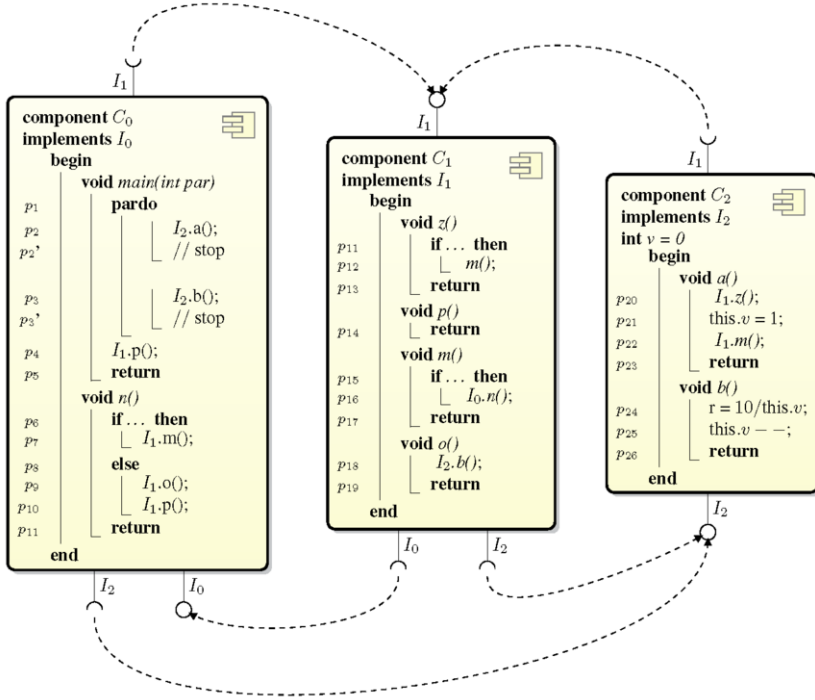 I₁
component C₀
implements I₀
begin
void main(int par)
p₁ pardo
p₂ I₂.a();
p₂' // stop
p₃ I₂.b();
p₃' // stop
p₄ I₁.p();
p₅ return
void n()
p₆ if ... then
p₇ I₁.m();
p₈ else
p₉ I₁.o();
p₁₀ I₁.p();
p₁₁ return
end
I₂ I₀
I₁
component C₁
implements I₁
begin
void z()
p₁₁ if ... then
p₁₂ m();
p₁₃ return
void p()
p₁₄ return
void m()
p₁₅ if ... then
p₁₆ I₀.n();
p₁₇ return
void o()
p₁₈ I₂.b();
p₁₉ return
end
I₀ I₂
I₁
component C₂
implements I₂
int v = 0
begin
void a()
p₂₀ I₁.z();
p₂₁ this.v = 1;
p₂₂ I₁.m();
p₂₃ return
void b()
p₂₄ r = 10/this.v;
p₂₅ this.v − −;
p₂₆ return
end
I₂